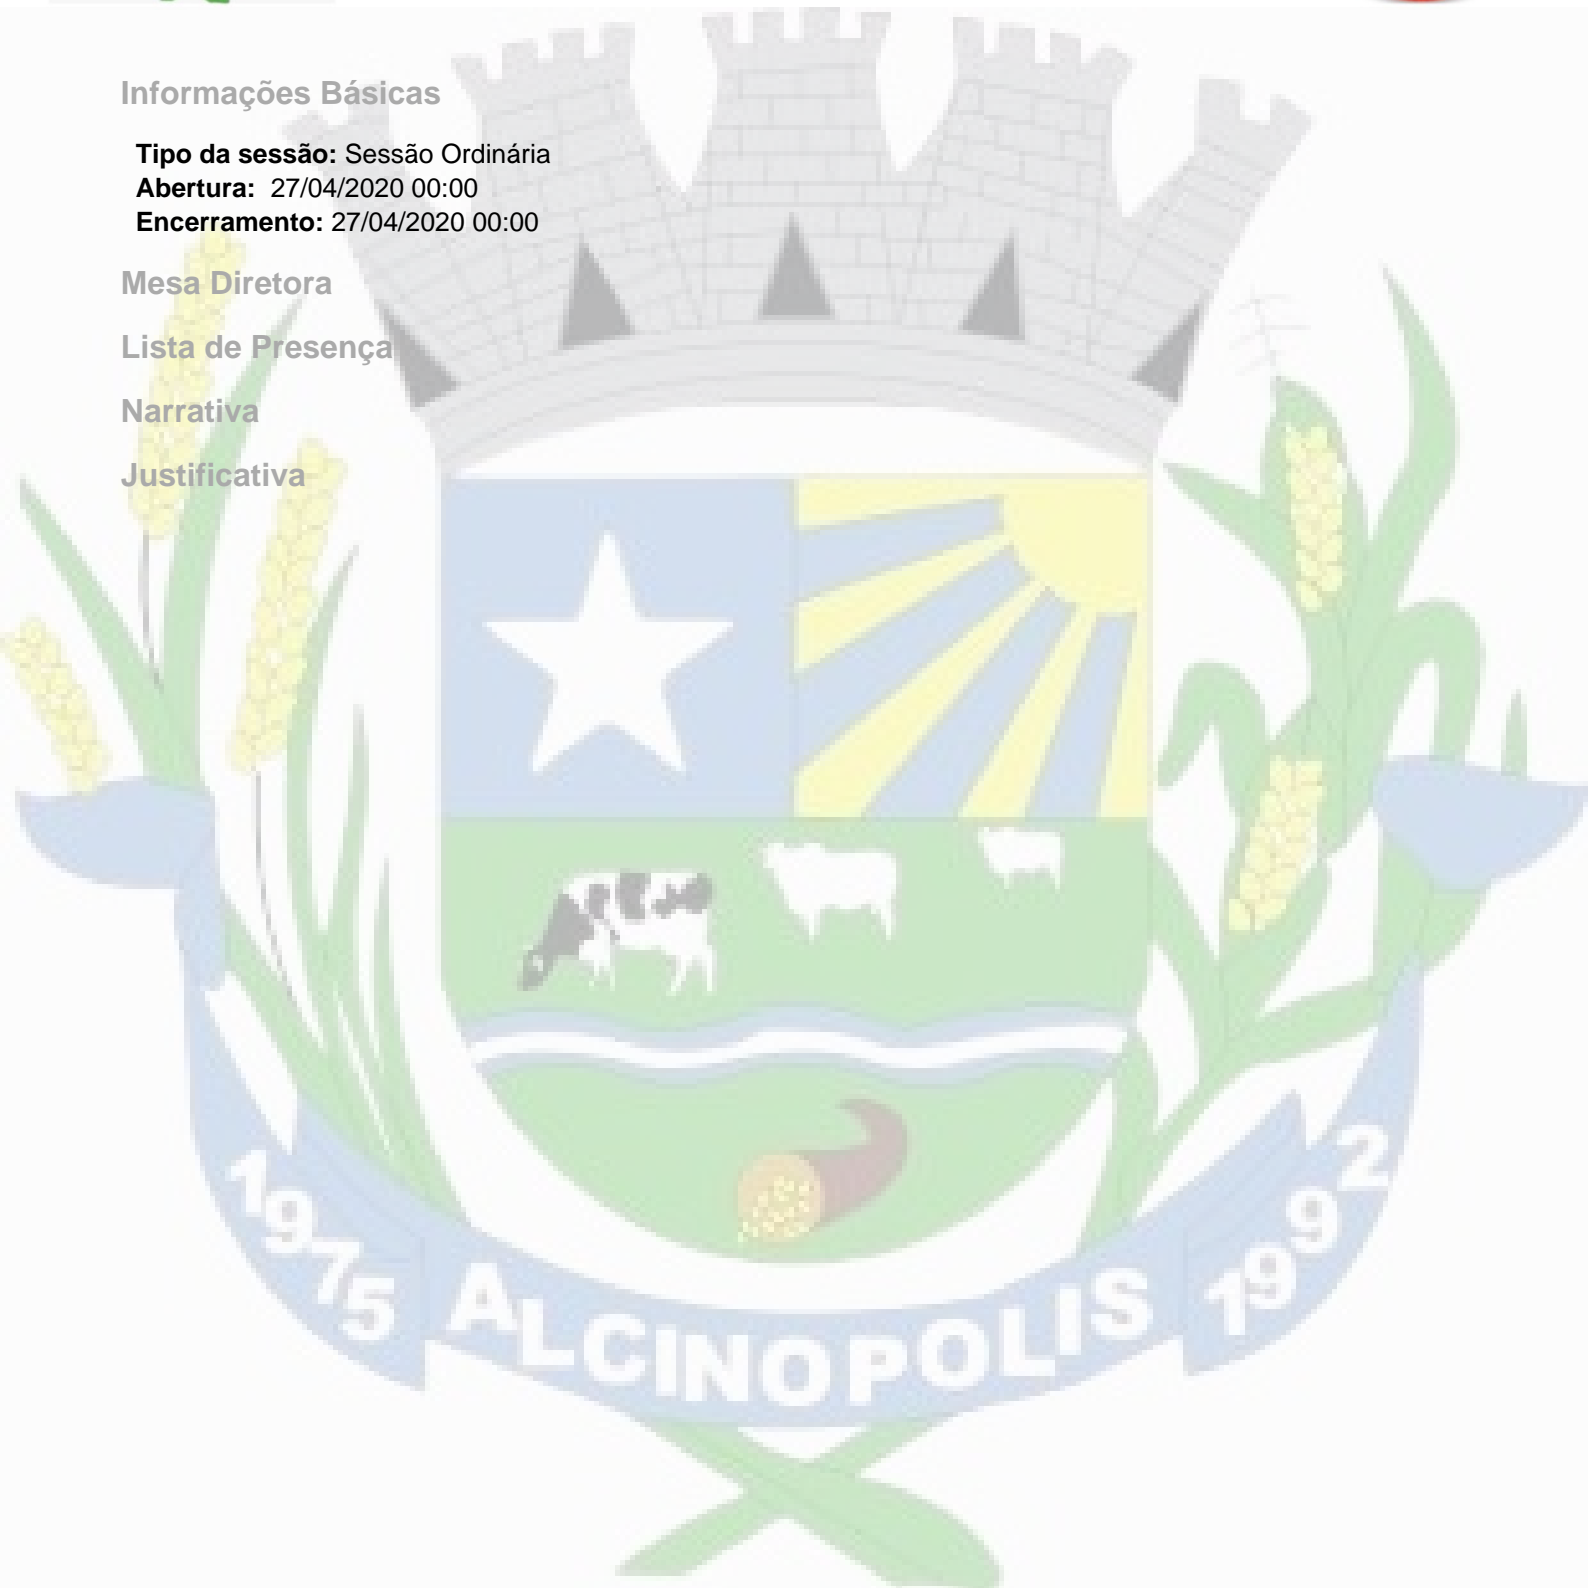 Informações Básicas
Tipo da sessão: Sessão Ordinária
Abertura: 27/04/2020 00:00
Encerramento: 27/04/2020 00:00
Mesa Diretora
Lista de Presença
Narrativa
Justificativa
1975 ALCINOPOLIS 1992